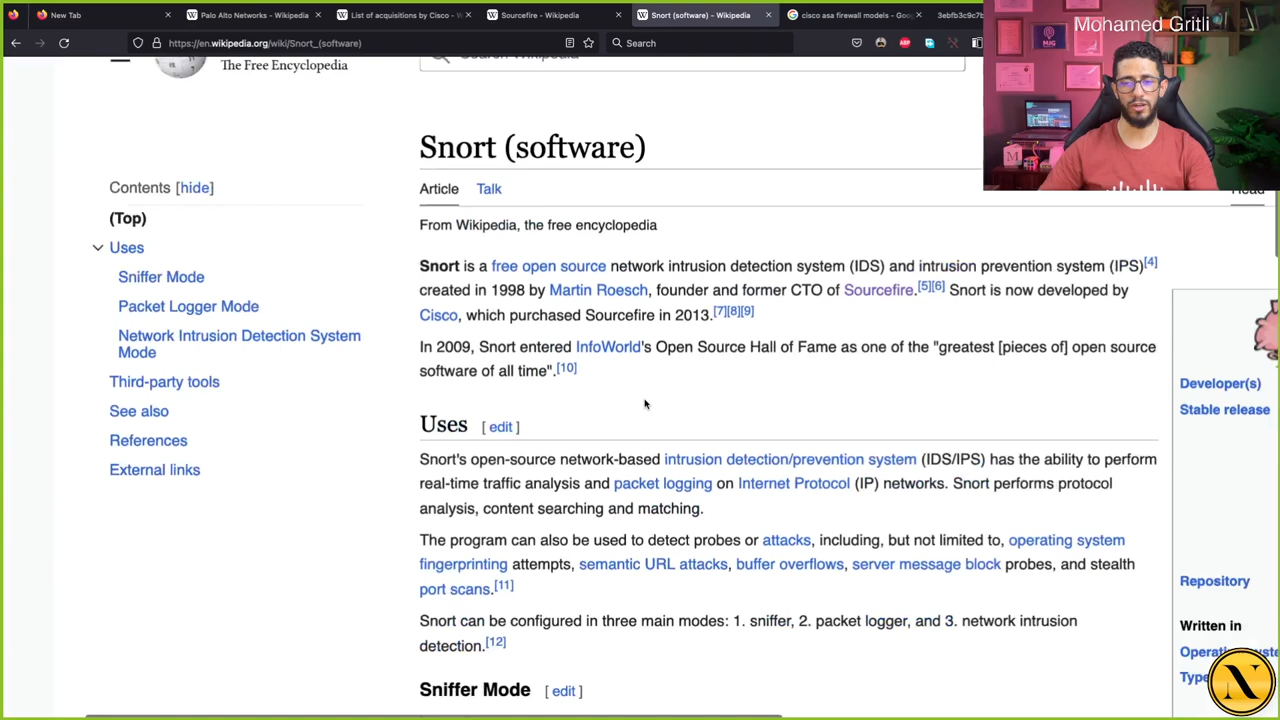 New Tab
Palo Alto Networks - Wikipedia
List of acquisitions by Cisco - W
Sourcefire - Wikipedia
Snort (software) - Wikipedia
cisco asa firewall models - Goo
3ebfb3c9c7b
Mohamed Gritli
https://en.wikipedia.org/wiki/Snort_(software)
Search
The Free Encyclopedia
Search Wikipedia
Snort (software)
Contents [hide]
Article
Talk
Read
(Top)
From Wikipedia, the free encyclopedia
Uses
Sniffer Mode
Packet Logger Mode
Network Intrusion Detection System
Mode
Third-party tools
See also
References
External links
Snort is a free open source network intrusion detection system (IDS) and intrusion prevention system (IPS)[4]
created in 1998 by Martin Roesch, founder and former CTO of Sourcefire.[5][6] Snort is now developed by
Cisco, which purchased Sourcefire in 2013.[7][8][9]
In 2009, Snort entered InfoWorld's Open Source Hall of Fame as one of the "greatest [pieces of] open source
software of all time".[10]
Uses [ edit ]
Snort's open-source network-based intrusion detection/prevention system (IDS/IPS) has the ability to perform
real-time traffic analysis and packet logging on Internet Protocol (IP) networks. Snort performs protocol
analysis, content searching and matching.
The program can also be used to detect probes or attacks, including, but not limited to, operating system
fingerprinting attempts, semantic URL attacks, buffer overflows, server message block probes, and stealth
port scans.[11]
Snort can be configured in three main modes: 1. sniffer, 2. packet logger, and 3. network intrusion
detection.[12]
Sniffer Mode [ edit ]
Developer(s)
Stable release
Repository
Written in
Operati
Type
N